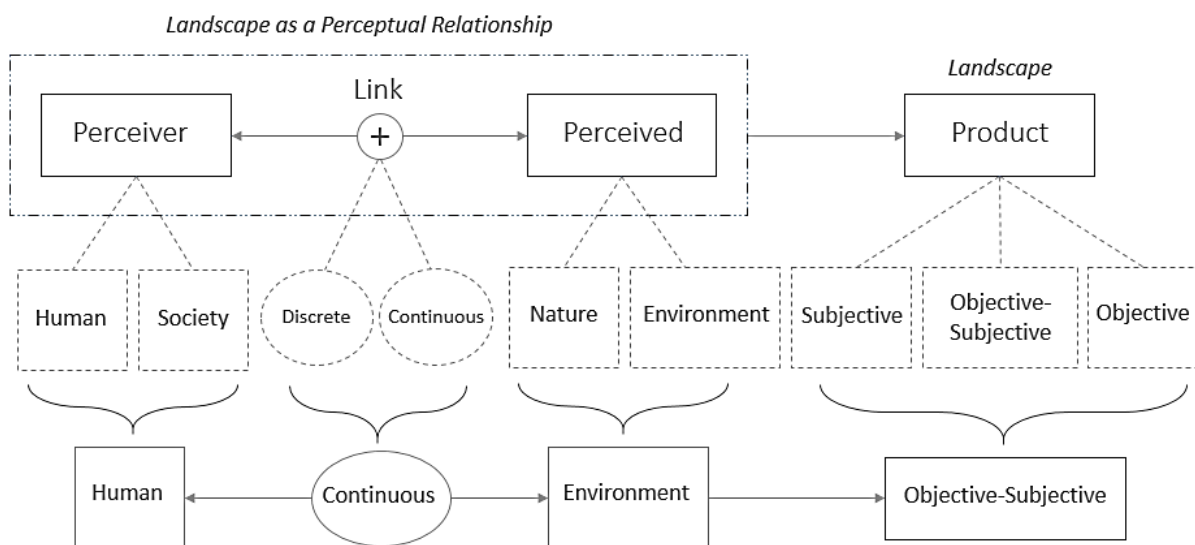 Landscape as a Perceptual Relationship
Landscape
Link
Perceiver
+
Perceived
Product
Human
Society
Discrete
Continuous
Nature
Environment
Subjective
Objective-
Subjective
Objective
Human
Continuous
Environment
Objective-Subjective